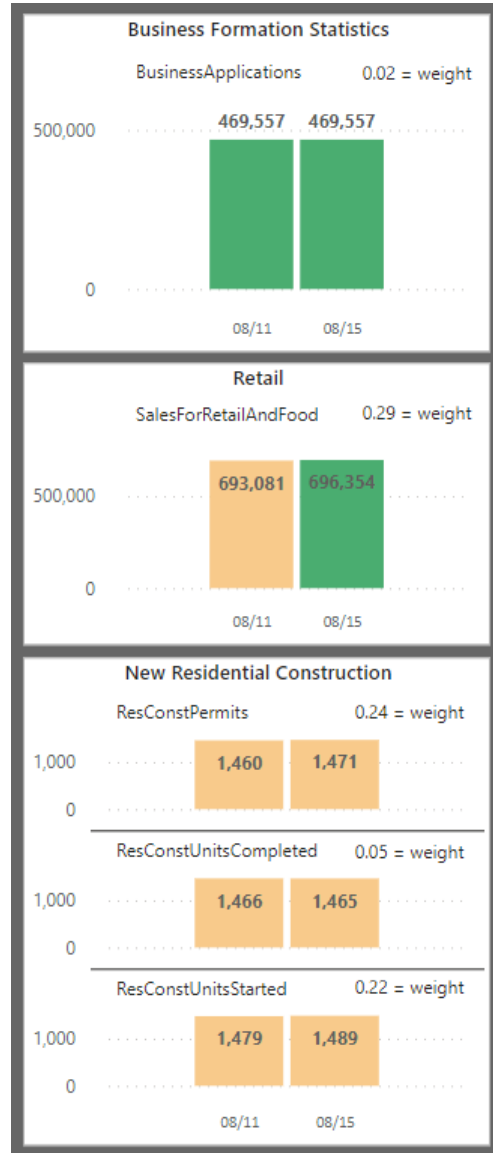 Business Formation Statistics
BusinessApplications 0.02 = weight
469,557 469,557
500,000
0
08/11 08/15
Retail
SalesForRetailAndFood 0.29 = weight
693,081 696,354
500,000
0
08/11 08/15
New Residential Construction
ResConstPermits 0.24 = weight
1,000 1,460 1,471
0
ResConstUnitsCompleted 0.05 = weight
1,000 1,466 1,465
0
ResConstUnitsStarted 0.22 = weight
1,000 1,479 1,489
0
08/11 08/15